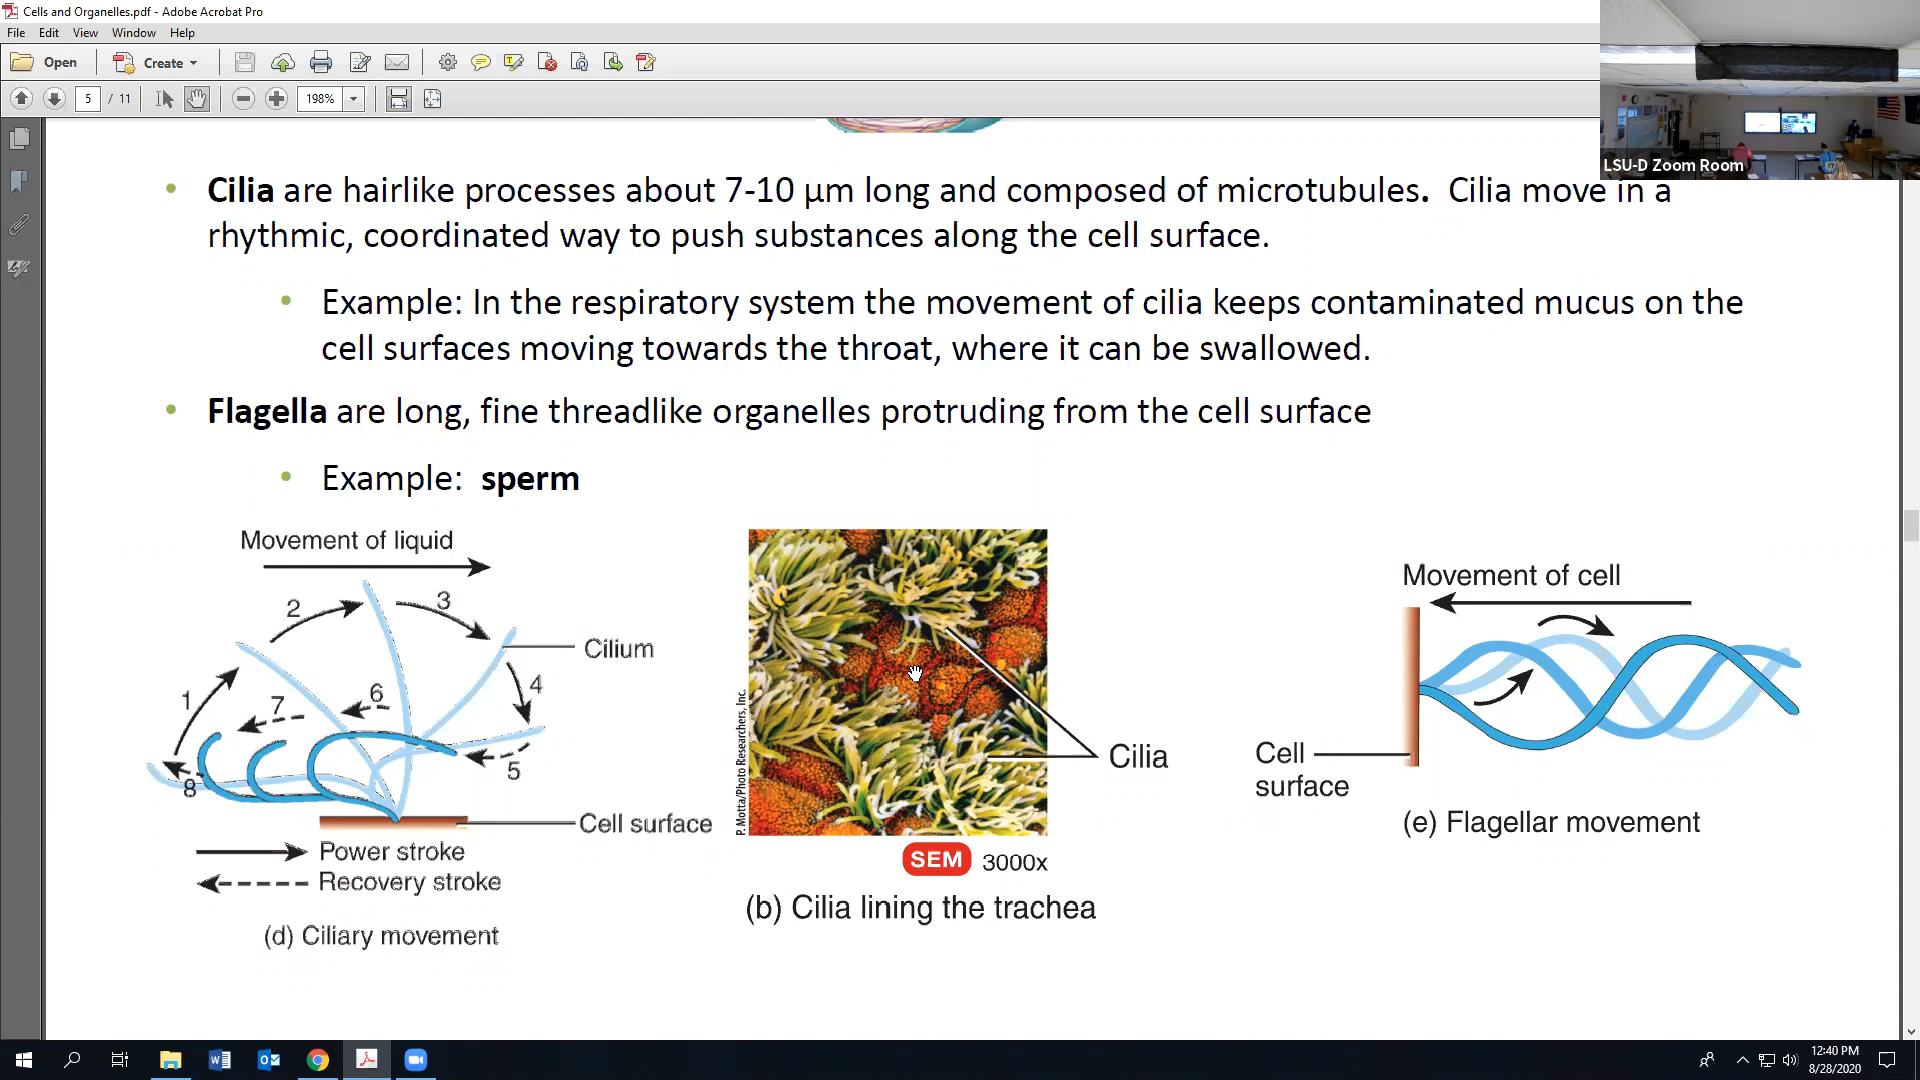 Cells and Organelles.pdf - Adobe Acrobat Pro
File Edit View Window Help
Open Create
5 / 11 198%
LSU-D Zoom Room
• Cilia are hairlike processes about 7-10 µm long and composed of microtubules. Cilia move in a
rhythmic, coordinated way to push substances along the cell surface.
• Example: In the respiratory system the movement of cilia keeps contaminated mucus on the
cell surfaces moving towards the throat, where it can be swallowed.
• Flagella are long, fine threadlike organelles protruding from the cell surface
• Example: sperm
Movement of liquid
1
2
3
4
5
6
7
8
Cilium
Cell surface
Power stroke
Recovery stroke
(d) Ciliary movement
P. Motta/Photo Researchers, Inc.
Cilia
SEM 3000x
(b) Cilia lining the trachea
Movement of cell
Cell
surface
(e) Flagellar movement
12:40 PM
8/28/2020